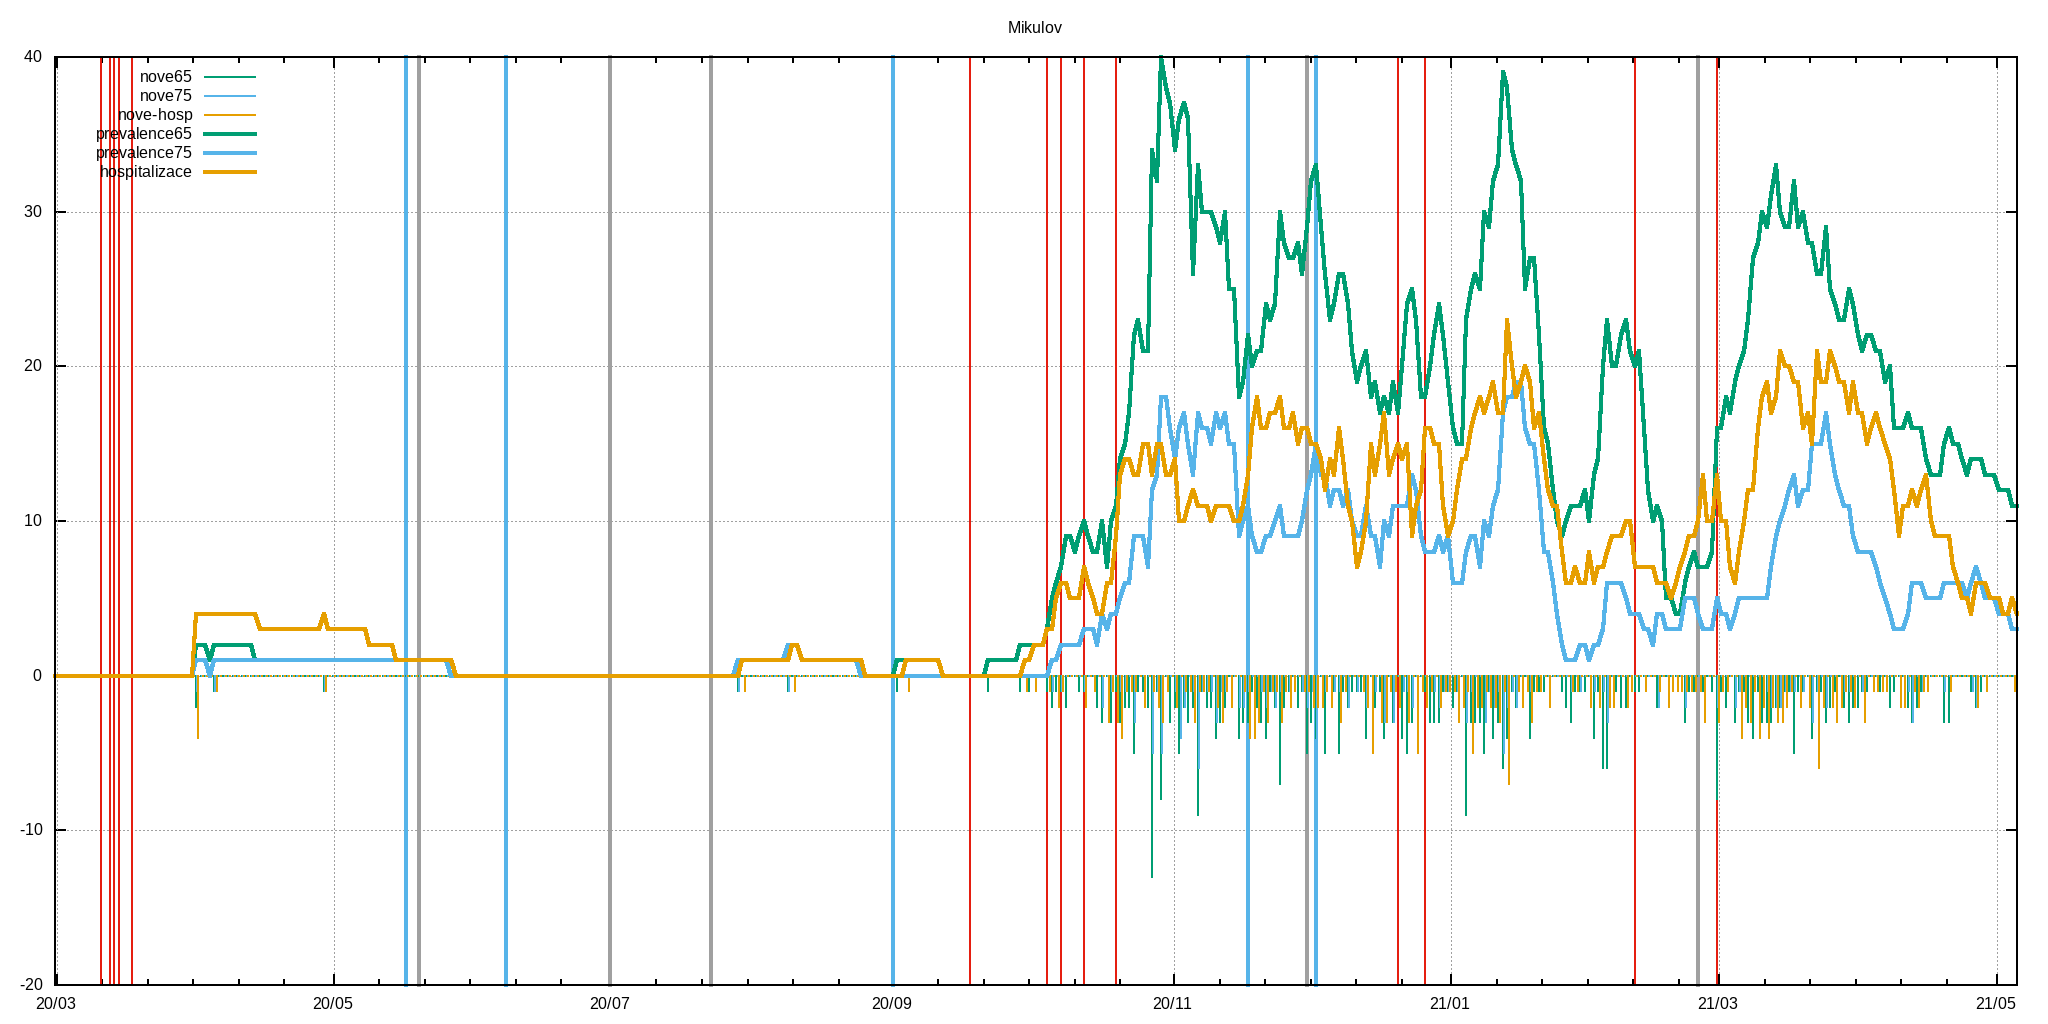 Mikulov
40
nove65
nove75
nove-hosp
prevalence65
prevalence75
hospitalizace
30
20
10
0
-10
-20
20/03 20/05 20/07 20/09 20/11 21/01 21/03 21/05